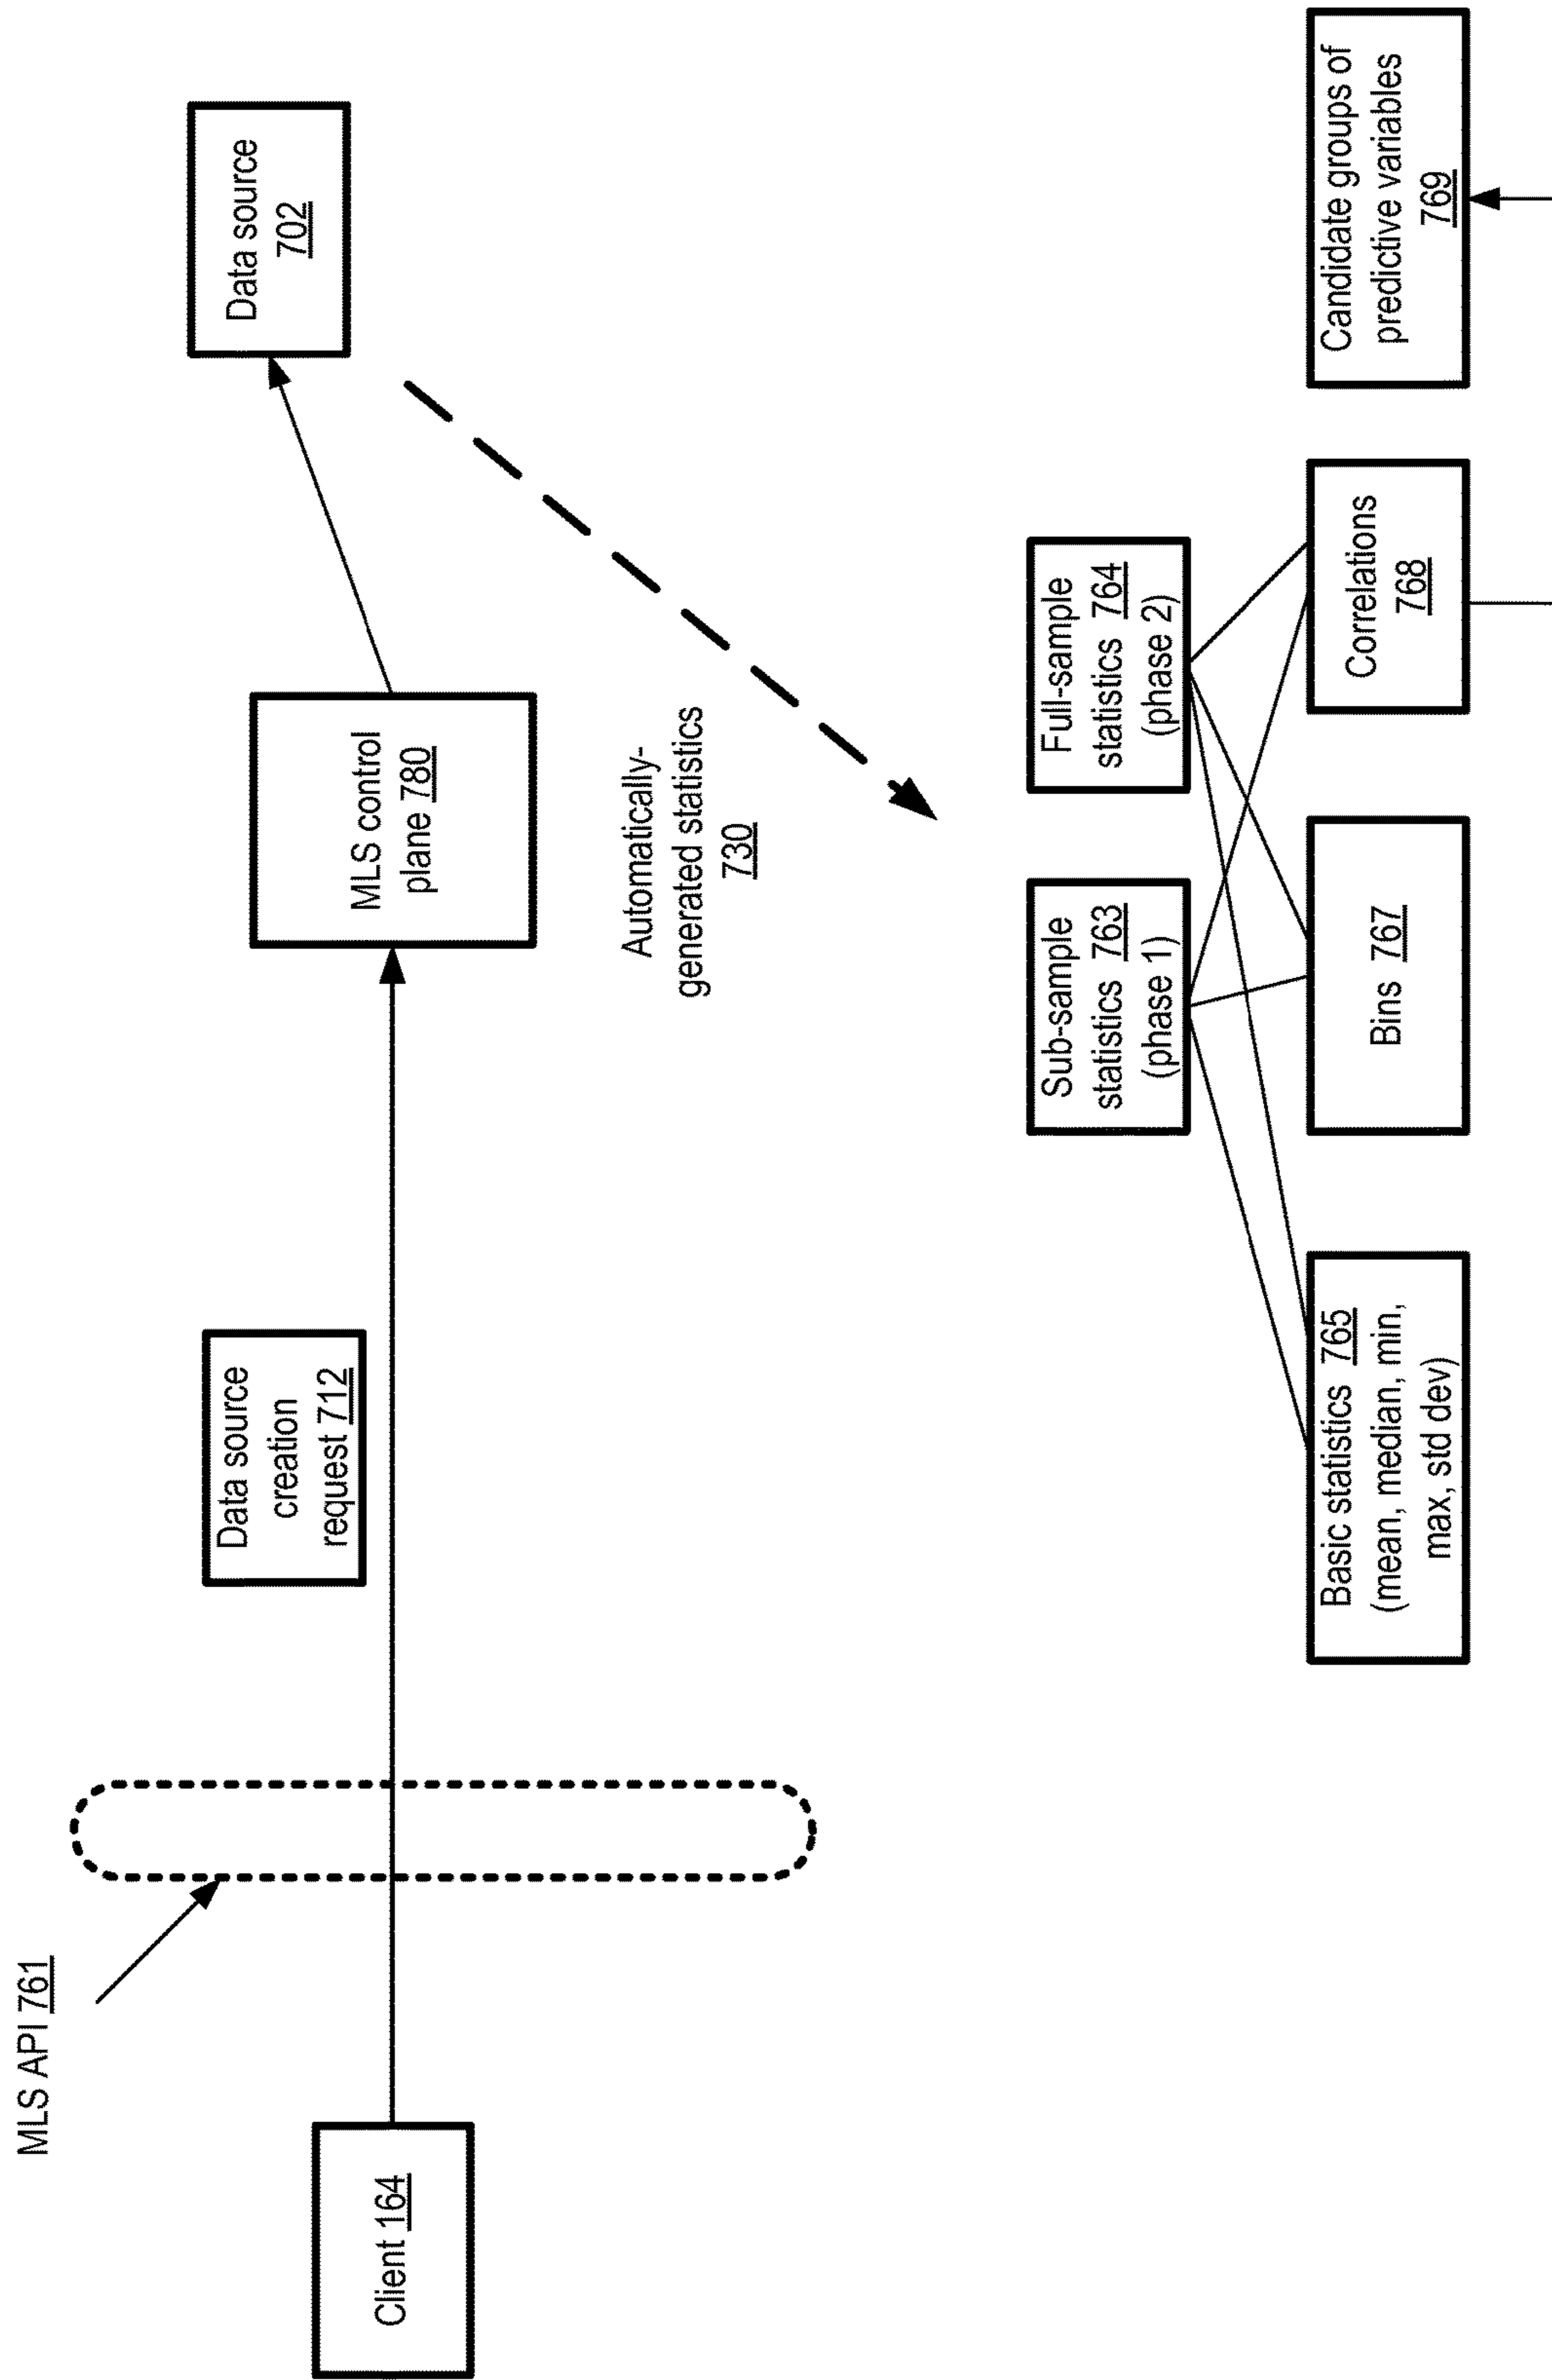 MLS API 761
Client 164
Data source
creation
request 712
MLS control
plane 780
Data source
702
Automatically-
generated statistics
730
Sub-sample
statistics 763
(phase 1)
Full-sample
statistics 764
(phase 2)
Basic statistics 765
(mean, median, min,
max, std dev)
Bins 767
Correlations
768
Candidate groups of
predictive variables
769